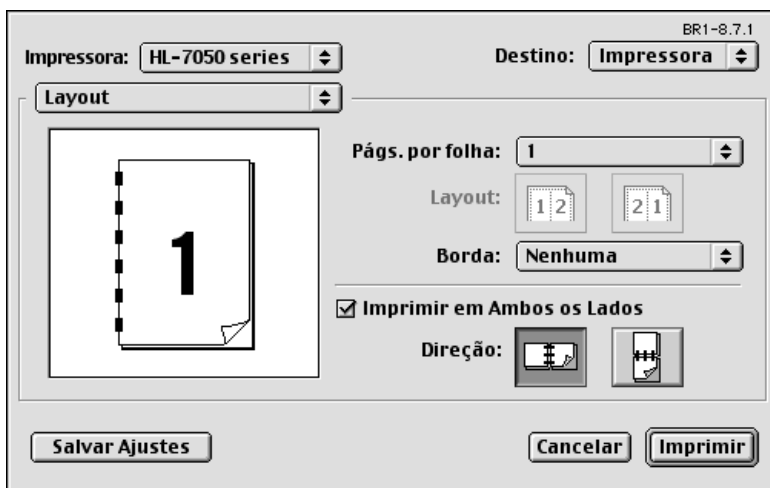 BR1-8.7.1
Impressora: HL-7050 series Destino: Impressora
Layout
Págs. por folha: 1
Layout: 1 2 2 1
1
Borda: Nenhuma
Imprimir em Ambos os Lados
Direção:
Salvar Ajustes Cancelar Imprimir